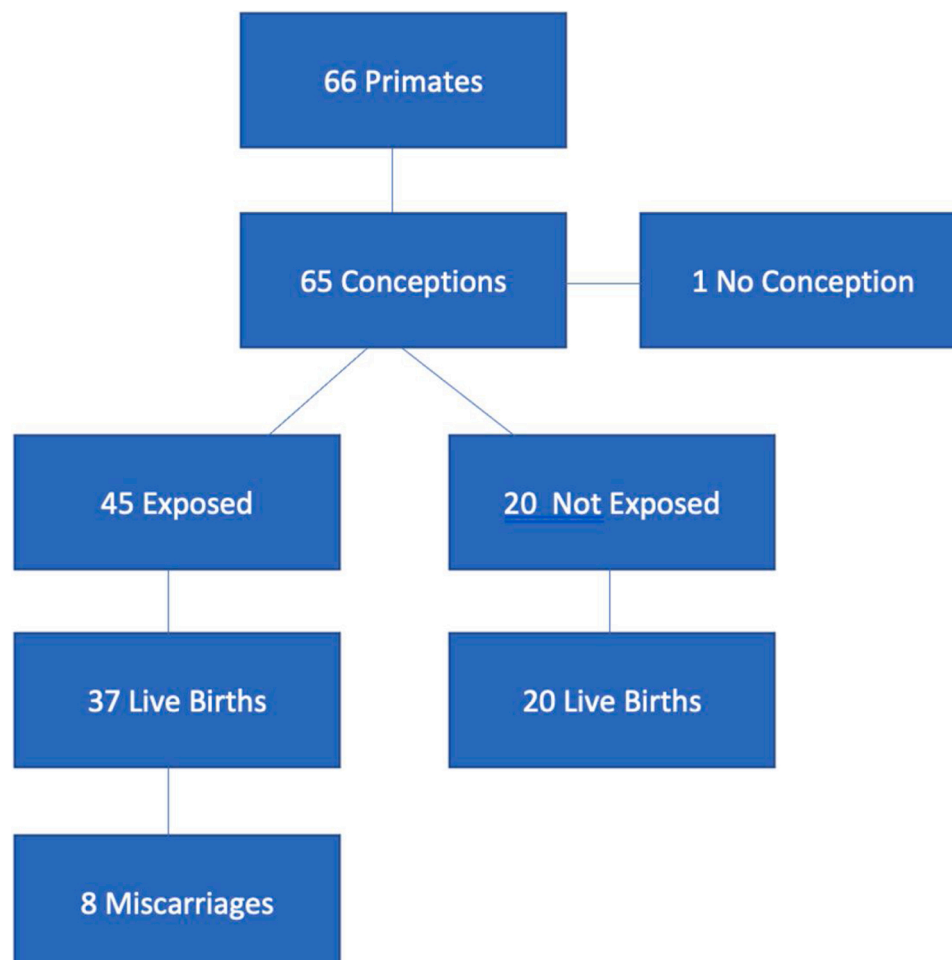 66 Primates
65 Conceptions
1 No Conception
45 Exposed
20  Not Exposed
37 Live Births
20 Live Births
8 Miscarriages